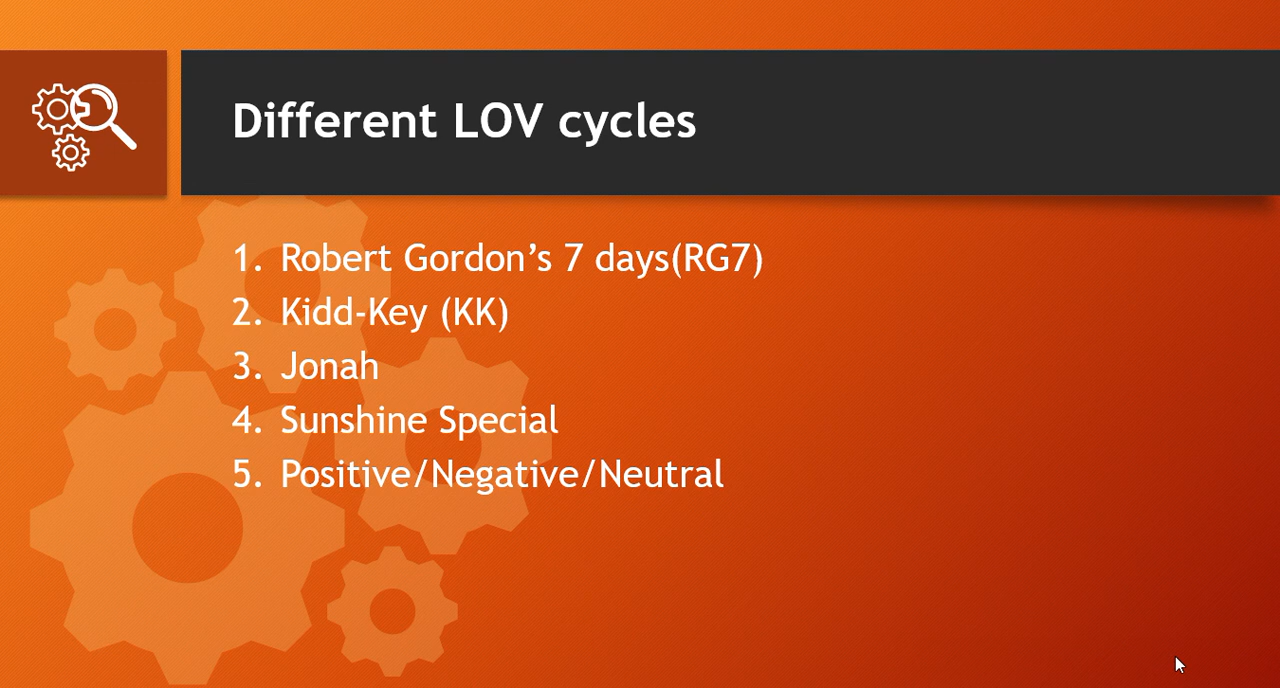 Different LOV cycles
1. Robert Gordon’s 7 days(RG7)
2. Kidd-Key (KK)
3. Jonah
4. Sunshine Special
5. Positive/Negative/Neutral